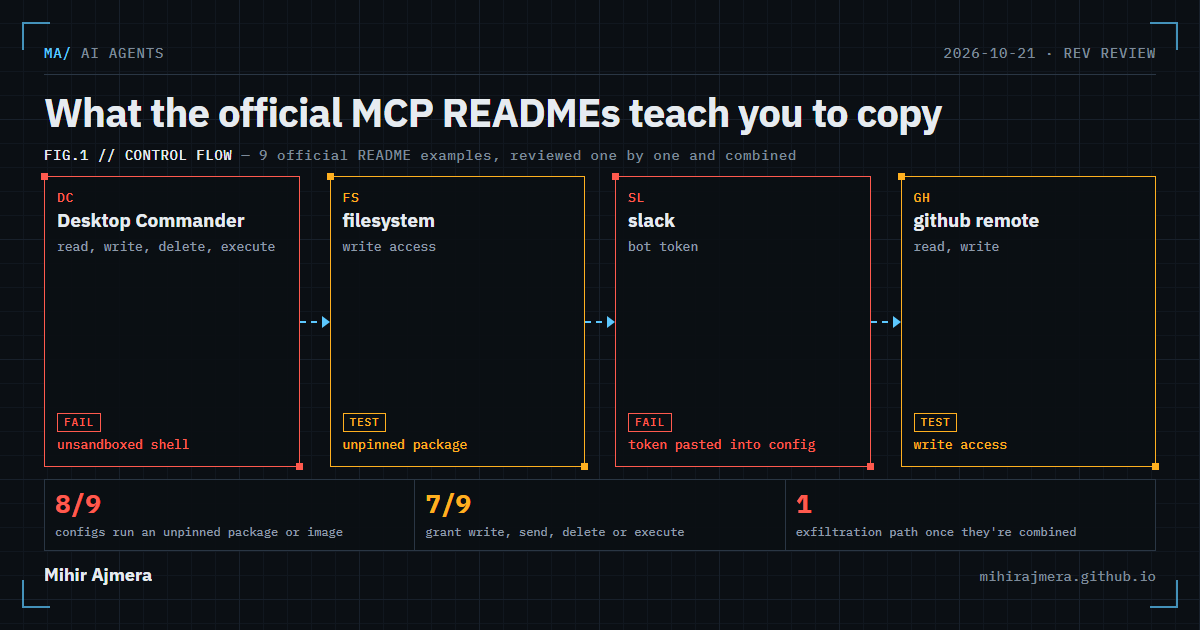 MA/ AI AGENTS
2026-10-21 · REV REVIEW
What the official MCP READMEs teach you to copy
FIG.1 // CONTROL FLOW — 9 official README examples, reviewed one by one and combined
DC
Desktop Commander
read, write, delete, execute
FAIL
unsandboxed shell
FS
filesystem
write access
TEST
unpinned package
SL
slack
bot token
FAIL
token pasted into config
GH
github remote
read, write
TEST
write access
8/9
configs run an unpinned package or image
7/9
grant write, send, delete or execute
1
exfiltration path once they're combined
Mihir Ajmera
mihirajmera.github.io